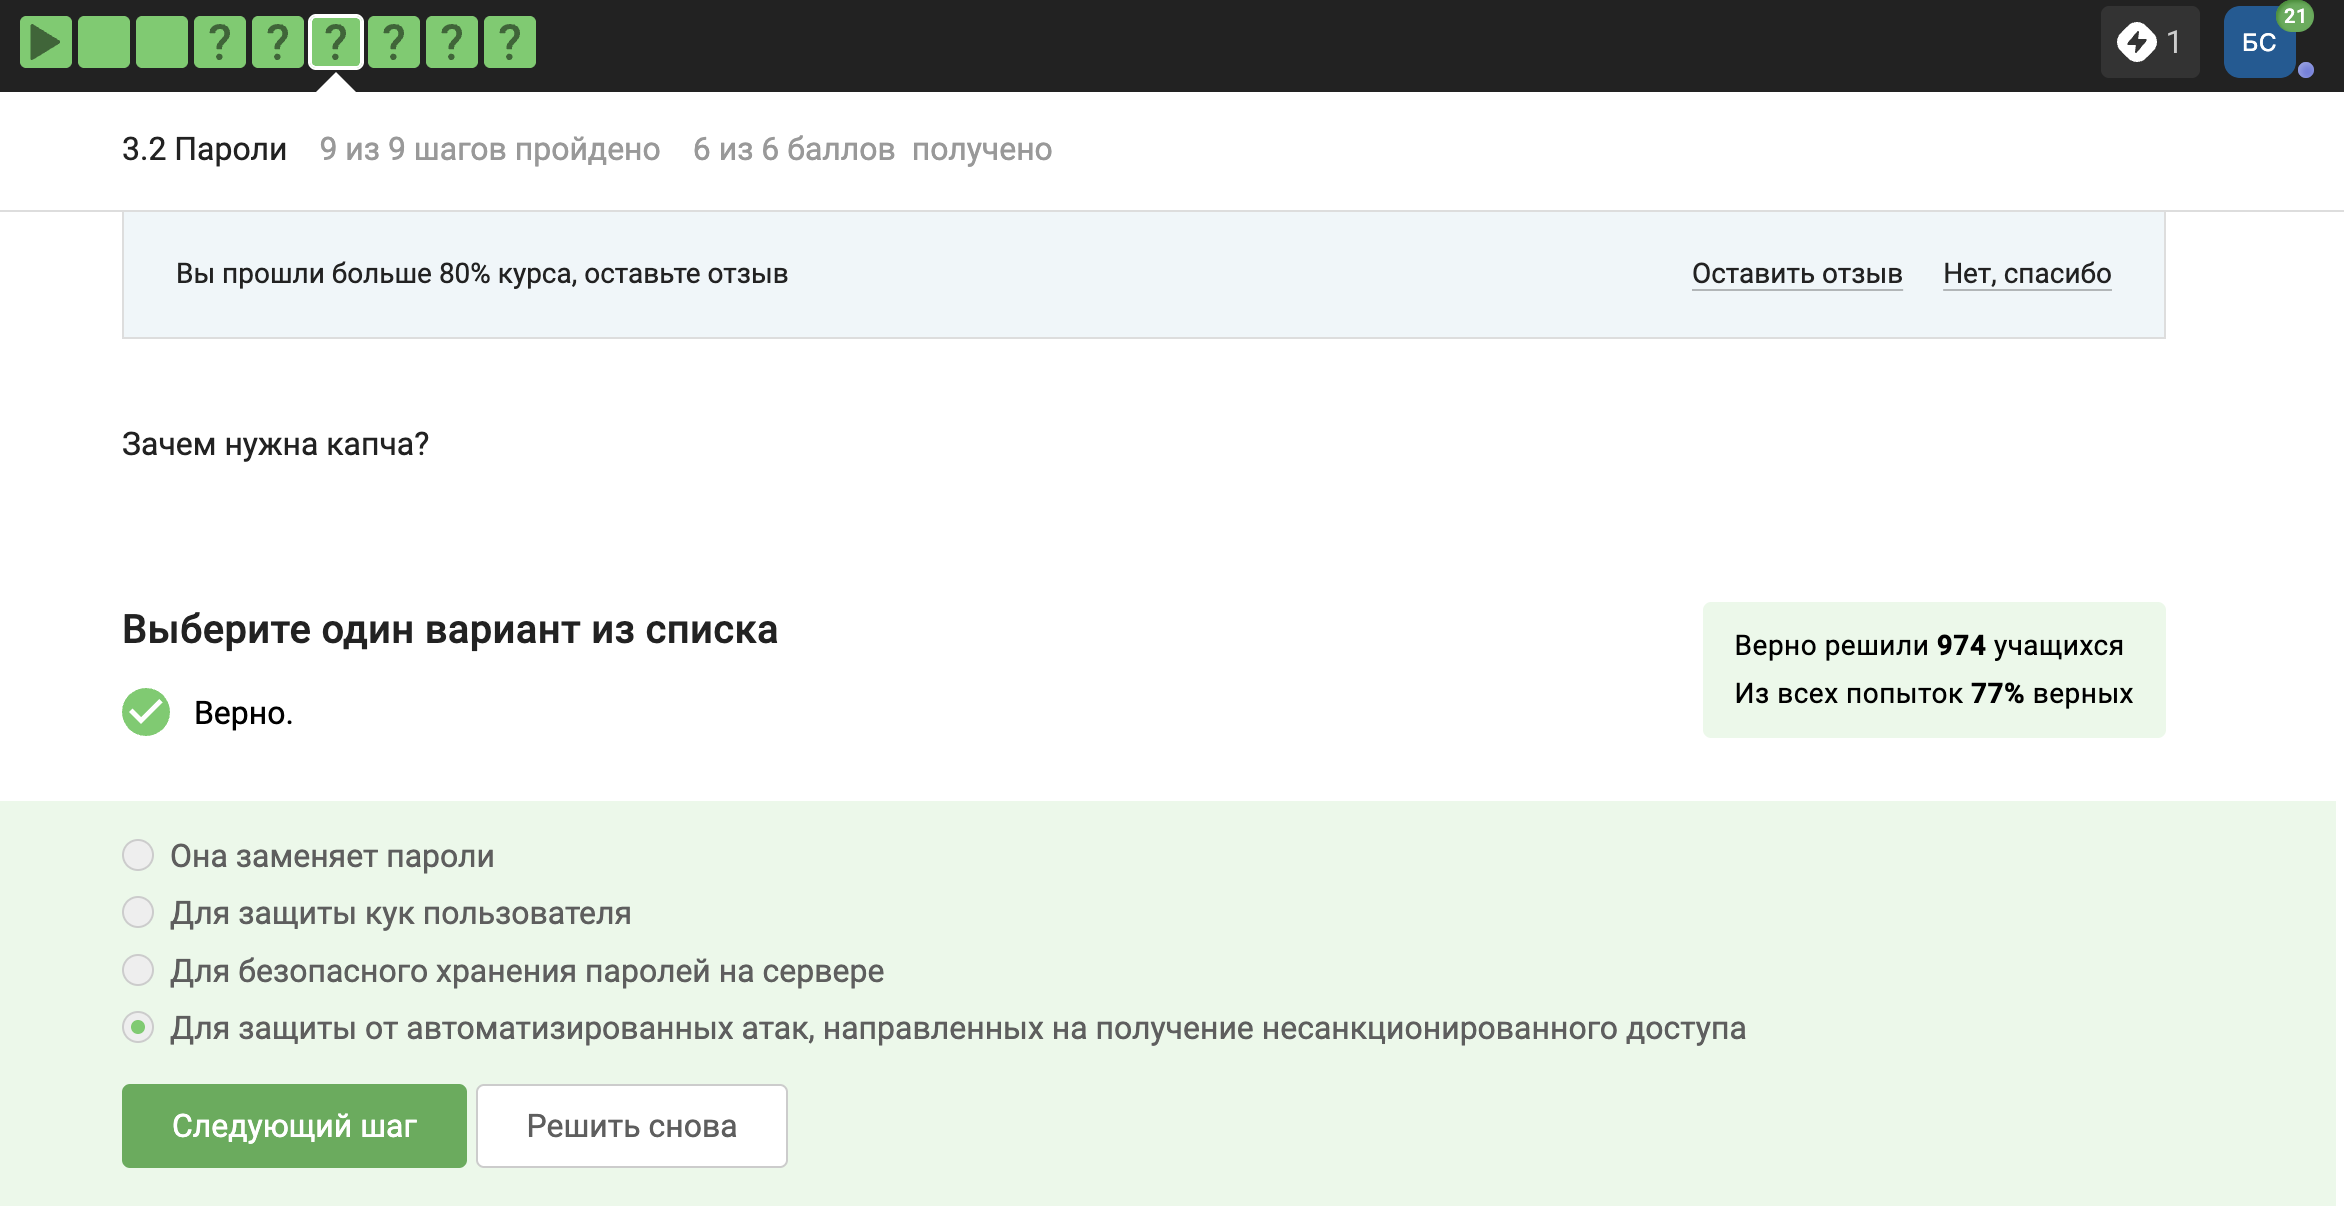 ? ? ? ? ? ?
1
БС
21
3.2 Пароли 9 из 9 шагов пройдено 6 из 6 баллов получено
Вы прошли больше 80% курса, оставьте отзыв
Оставить отзыв Нет, спасибо
Зачем нужна капча?
Выберите один вариант из списка
Верно.
Верно решили 974 учащихся
Из всех попыток 77% верных
Она заменяет пароли
Для защиты кук пользователя
Для безопасного хранения паролей на сервере
Для защиты от автоматизированных атак, направленных на получение несанкционированного доступа
Следующий шаг Решить снова